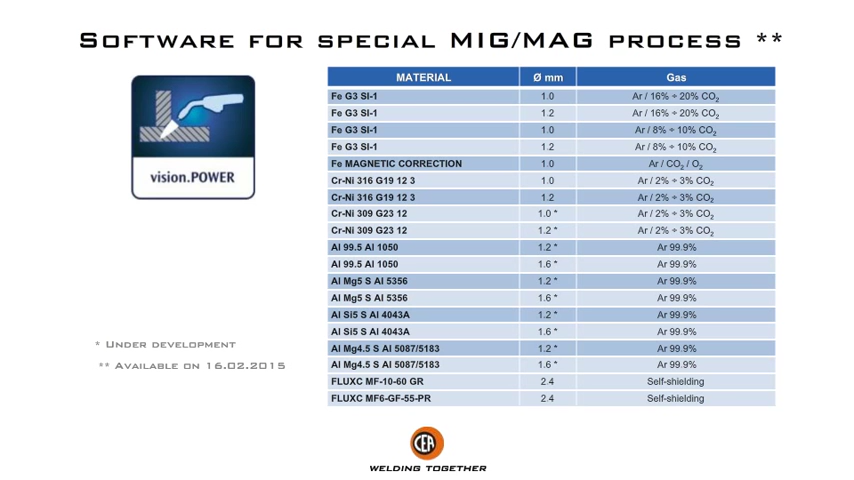 Software for special MIG/MAG process **
vision.POWER
MATERIAL Ø mm Gas
Fe G3 SI-1 1.0 Ar / 16% ÷ 20% CO2
Fe G3 SI-1 1.2 Ar / 16% ÷ 20% CO2
Fe G3 SI-1 1.0 Ar / 8% ÷ 10% CO2
Fe G3 SI-1 1.2 Ar / 8% ÷ 10% CO2
Fe MAGNETIC CORRECTION 1.0 Ar / CO2 / O2
Cr-Ni 316 G19 12 3 1.0 Ar / 2% ÷ 3% CO2
Cr-Ni 316 G19 12 3 1.2 Ar / 2% ÷ 3% CO2
Cr-Ni 309 G23 12 1.0 * Ar / 2% ÷ 3% CO2
Cr-Ni 309 G23 12 1.2 * Ar / 2% ÷ 3% CO2
Al 99.5 Al 1050 1.2 * Ar 99.9%
Al 99.5 Al 1050 1.6 * Ar 99.9%
Al Mg5 S Al 5356 1.2 * Ar 99.9%
Al Mg5 S Al 5356 1.6 * Ar 99.9%
Al Si5 S Al 4043A 1.2 * Ar 99.9%
Al Si5 S Al 4043A 1.6 * Ar 99.9%
Al Mg4.5 S Al 5087/5183 1.2 * Ar 99.9%
Al Mg4.5 S Al 5087/5183 1.6 * Ar 99.9%
FLUXC MF-10-60 GR 2.4 Self-shielding
FLUXC MF6-GF-55-PR 2.4 Self-shielding
* Under development
** Available on 16.02.2015
CEA
WELDING TOGETHER